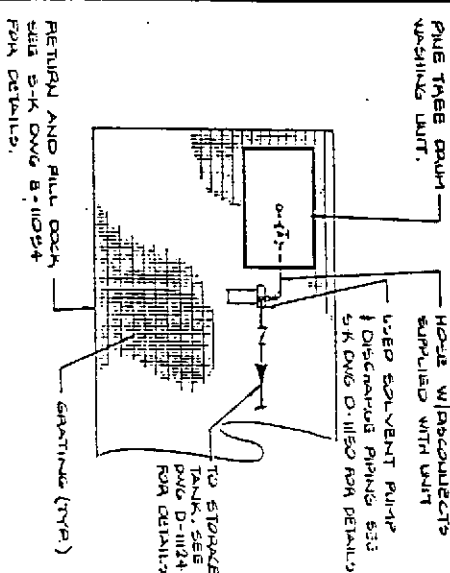 PINE TREE DRUM
WASHING UNIT.
HOSE W/DISCONNECTS
SUPPLIED WITH UNIT
USED SOLVENT PUMP
& DISCHARGE PIPING SEE
S-K DWG D-1150 FOR DETAILS
TO STORAGE
TANK, SEE
DWG D-11124
FOR DETAILS
RETURN AND FILL DOCK
SEE S-K DWG B-11054
FOR DETAILS.
GRATING (TYP.)